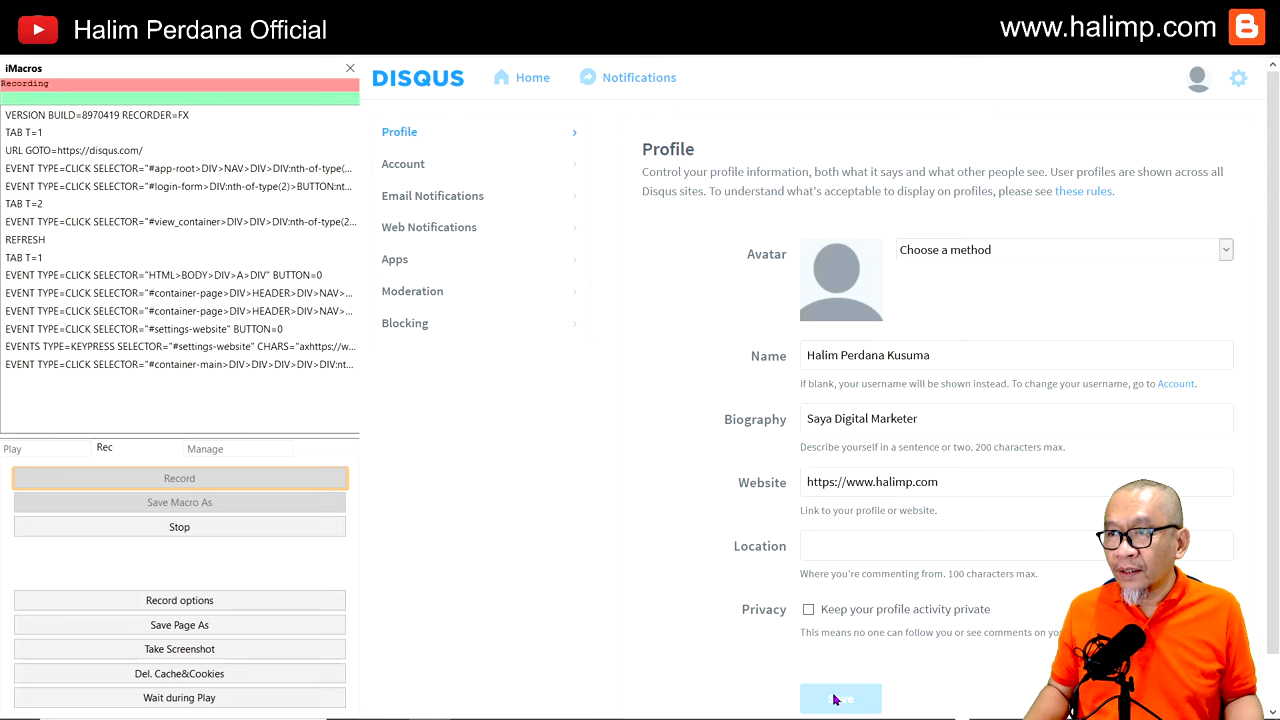 Halim Perdana Official
www.halimp.com
iMacros
Recording
VERSION BUILD=8970419 RECORDER=FX
TAB T=1
URL GOTO=https://disqus.com/
EVENT TYPE=CLICK SELECTOR="#app-root>DIV>NAV>DIV>DIV:nth-of-type(...
EVENT TYPE=CLICK SELECTOR="#login-form>DIV:nth-of-type(2)>BUTTON:nt...
TAB T=2
EVENT TYPE=CLICK SELECTOR="#view_container>DIV>DIV>DIV:nth-of-type(2...
REFRESH
TAB T=1
EVENT TYPE=CLICK SELECTOR="HTML>BODY>DIV>A>DIV" BUTTON=0
EVENT TYPE=CLICK SELECTOR="#container-page>DIV>HEADER>DIV>NAV>...
EVENT TYPE=CLICK SELECTOR="#container-page>DIV>HEADER>DIV>NAV>...
EVENT TYPE=CLICK SELECTOR="#settings-website" BUTTON=0
EVENTS TYPE=KEYPRESS SELECTOR="#settings-website" CHARS="axhttps://w...
EVENT TYPE=CLICK SELECTOR="#container-main>DIV>DIV>DIV>DIV>DIV:nt...
Play
Rec
Manage
Record
Save Macro As
Stop
Record options
Save Page As
Take Screenshot
Del. Cache&Cookies
Wait during Play
DISQUS
Home
Notifications
Profile
Account
Email Notifications
Web Notifications
Apps
Moderation
Blocking
Profile
Control your profile information, both what it says and what other people see. User profiles are shown across all
Disqus sites. To understand what's acceptable to display on profiles, please see these rules.
Avatar
Choose a method
Name
Halim Perdana Kusuma
If blank, your username will be shown instead. To change your username, go to Account.
Biography
Saya Digital Marketer
Describe yourself in a sentence or two. 200 characters max.
Website
https://www.halimp.com
Link to your profile or website.
Location
Where you're commenting from. 100 characters max.
Privacy
Keep your profile activity private
This means no one can follow you or see comments on